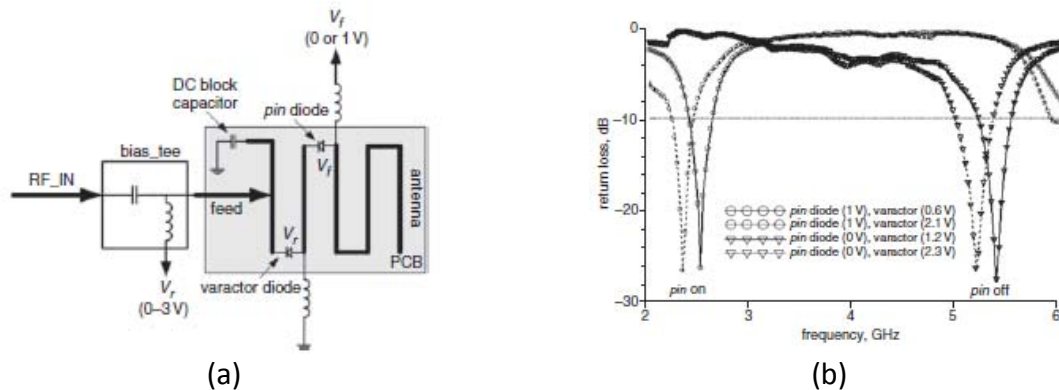 V_f
(0 or 1 V)
DC block
capacitor
pin diode
bias_tee
V_f
RF_IN
feed
antenna
V_r
PCB
varactor diode
V_r
(0–3 V)
(a)
0
–10
–20
–30
return loss, dB
pin diode (1 V), varactor (0.6 V)
pin diode (1 V), varactor (2.1 V)
pin diode (0 V), varactor (1.2 V)
pin diode (0 V), varactor (2.3 V)
pin on
pin off
2
3
4
5
6
frequency, GHz
(b)